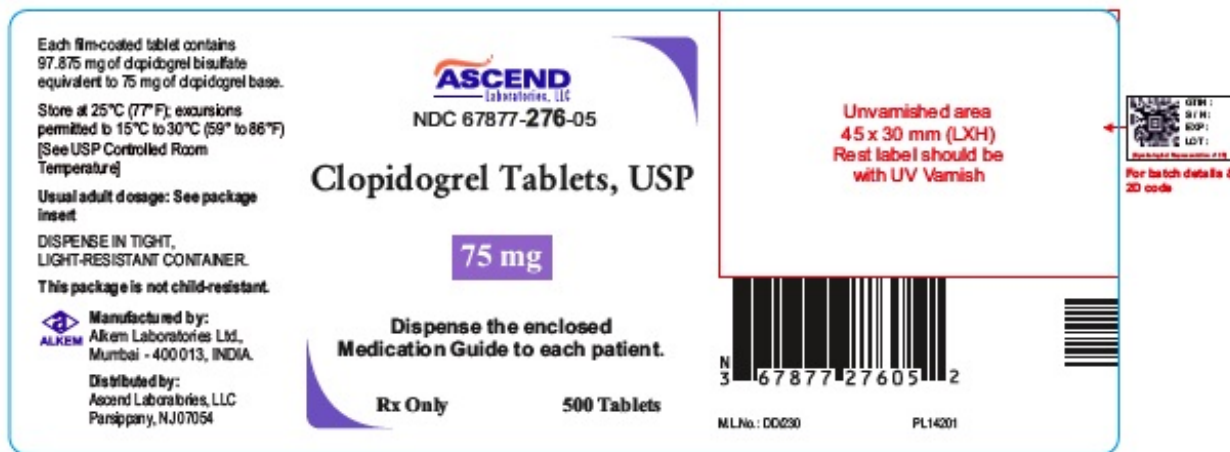 Each film-coated tablet contains
97.875 mg of clopidogrel bisulfate
equivalent to 75 mg of clopidogrel base.
Store at 25°C (77°F); excursions
permitted to 15°C to 30°C (59° to 86°F)
[See USP Controlled Room
Temperature]
Usual adult dosage: See package
insert
DISPENSE IN TIGHT,
LIGHT-RESISTANT CONTAINER.
This package is not child-resistant.
ALKEM
Manufactured by:
Alkem Laboratories Ltd.,
Mumbai - 400013, INDIA.
Distributed by:
Ascend Laboratories, LLC
Parsippany, NJ 07054
ASCEND
Laboratories, LLC
NDC 67877-276-05
Clopidogrel Tablets, USP
75 mg
Dispense the enclosed
Medication Guide to each patient.
Rx Only 500 Tablets
Unvarnished area
45 x 30 mm (LXH)
Rest label should be
with UV Varnish
N
3 67877 27605 2
M.L.No.: DD/230 PL14201
GTIN:
S/N:
EXP:
LOT:
For batch details &
2D code